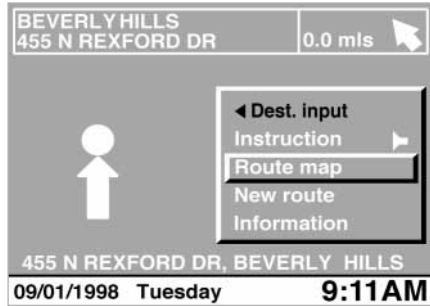 BEVERLY HILLS
455 N REXFORD DR 0.0 mls
Dest. input
Instruction
Route map
New route
Information
455 N REXFORD DR, BEVERLY HILLS
09/01/1998 Tuesday 9:11AM